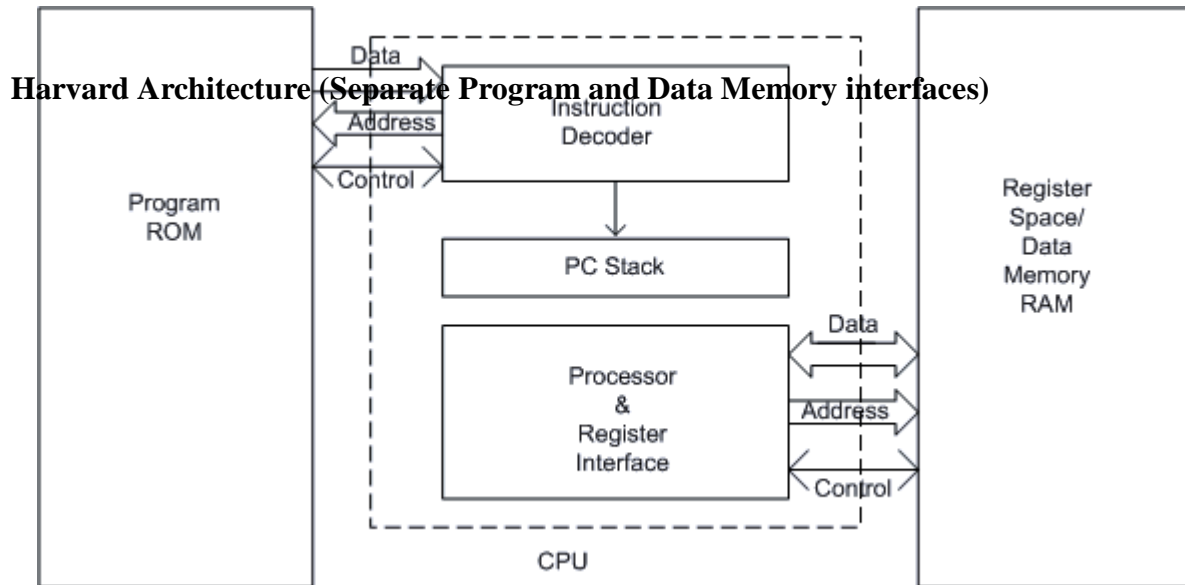 Harvard Architecture (Separate Program and Data Memory interfaces)
Program
ROM
Data
Address
Control
Instruction
Decoder
PC Stack
Processor
&
Register
Interface
Data
Address
Control
CPU
Register
Space/
Data
Memory
RAM